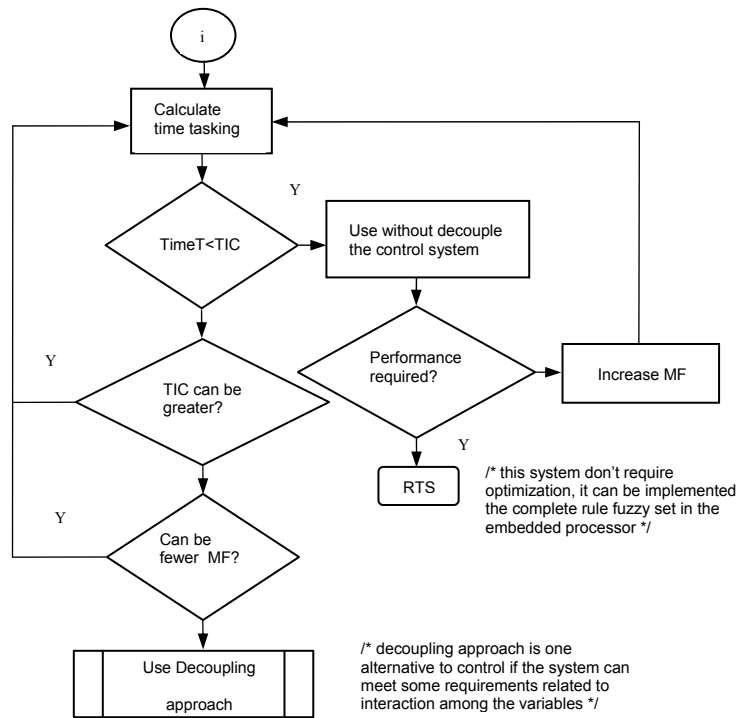 i
Calculate
time tasking
Y
TimeT<TIC
Use without decouple
the control system
Y
TIC can be
greater?
Performance
required?
Increase MF
Y
RTS
/* this system don't require
optimization, it can be implemented
the complete rule fuzzy set in the
embedded processor */
Y
Can be
fewer MF?
Use Decoupling
approach
/* decoupling approach is one
alternative to control if the system can
meet some requirements related to
interaction among the variables */